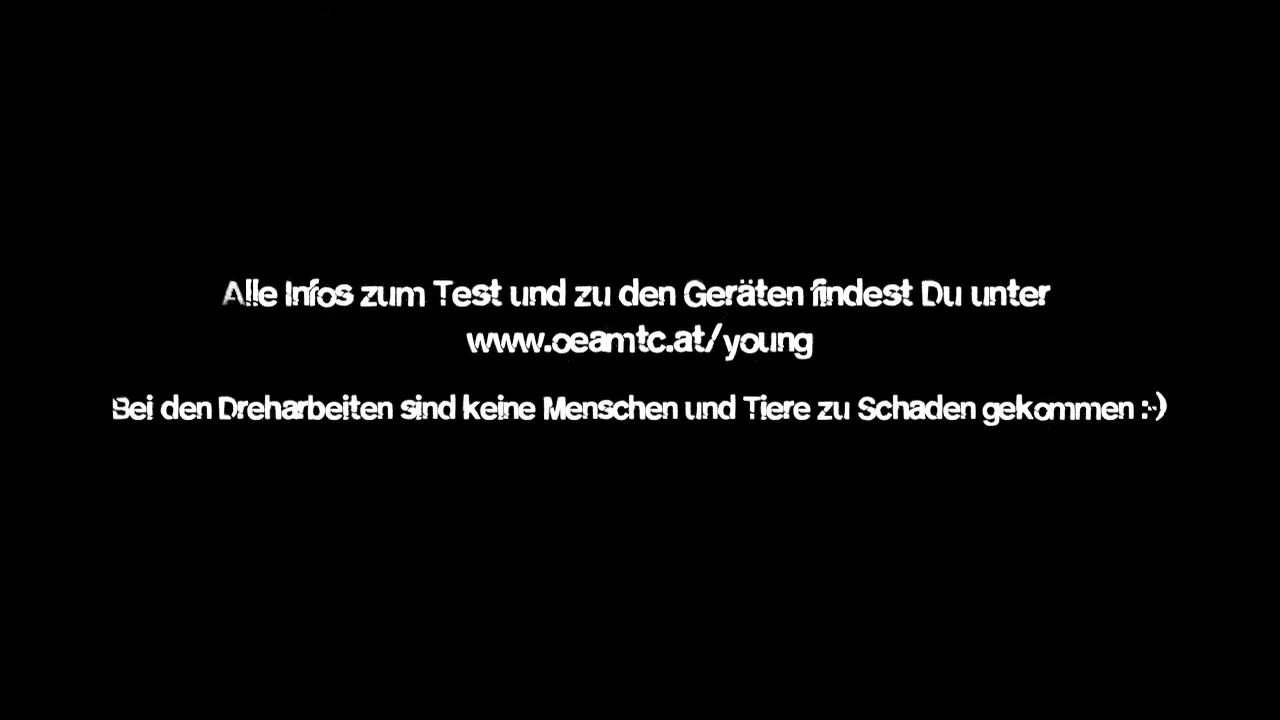 Alle Infos zum Test und zu den Geräten findest Du unter
www.oeamtc.at/young
Bei den Dreharbeiten sind keine Menschen und Tiere zu Schaden gekommen :-)